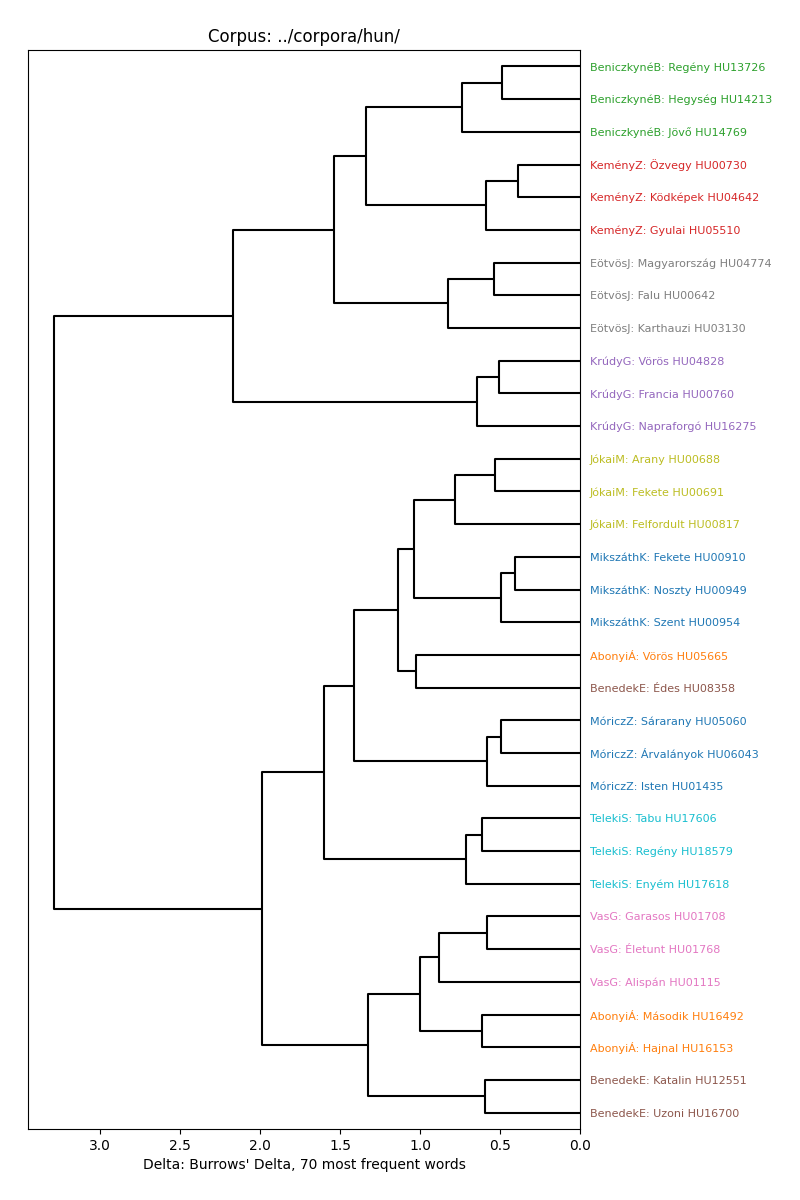 Corpus: ../corpora/hun/
BeniczkynéB: Regény HU13726
BeniczkynéB: Hegység HU14213
BeniczkynéB: Jövő HU14769
KeményZ: Özvegy HU00730
KeményZ: Ködképek HU04642
KeményZ: Gyulai HU05510
EötvösJ: Magyarország HU04774
EötvösJ: Falu HU00642
EötvösJ: Karthauzi HU03130
KrúdyG: Vörös HU04828
KrúdyG: Francia HU00760
KrúdyG: Napraforgó HU16275
JókaiM: Arany HU00688
JókaiM: Fekete HU00691
JókaiM: Felfordult HU00817
MikszáthK: Fekete HU00910
MikszáthK: Noszty HU00949
MikszáthK: Szent HU00954
AbonyiÁ: Vörös HU05665
BenedekE: Édes HU08358
MóriczZ: Sárarany HU05060
MóriczZ: Árvalányok HU06043
MóriczZ: Isten HU01435
TelekiS: Tabu HU17606
TelekiS: Regény HU18579
TelekiS: Enyém HU17618
VasG: Garasos HU01708
VasG: Életunt HU01768
VasG: Alispán HU01115
AbonyiÁ: Második HU16492
AbonyiÁ: Hajnal HU16153
BenedekE: Katalin HU12551
BenedekE: Uzoni HU16700
3.0 2.5 2.0 1.5 1.0 0.5 0.0
Delta: Burrows' Delta, 70 most frequent words